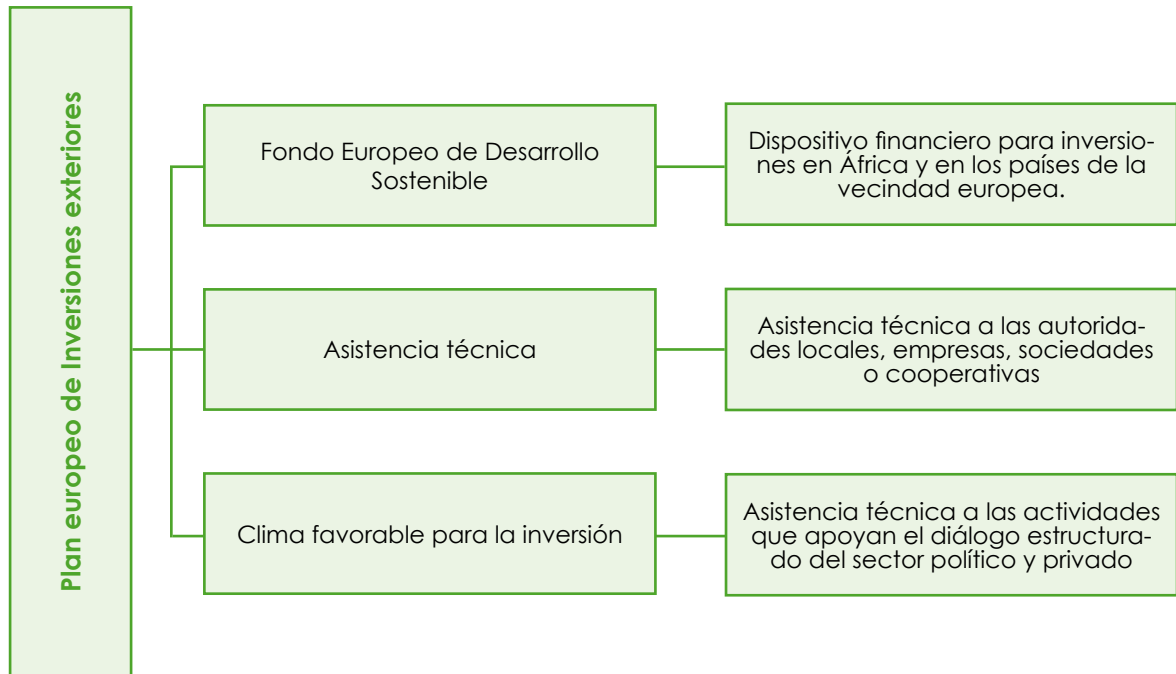 Plan europeo de Inversiones exteriores
Fondo Europeo de Desarrollo
Sostenible
Dispositivo financiero para inversio-
nes en África y en los países de la
vecindad europea.
Asistencia técnica
Asistencia técnica a las autorida-
des locales, empresas, sociedades
o cooperativas
Clima favorable para la inversión
Asistencia técnica a las actividades
que apoyan el diálogo estructura-
do del sector político y privado